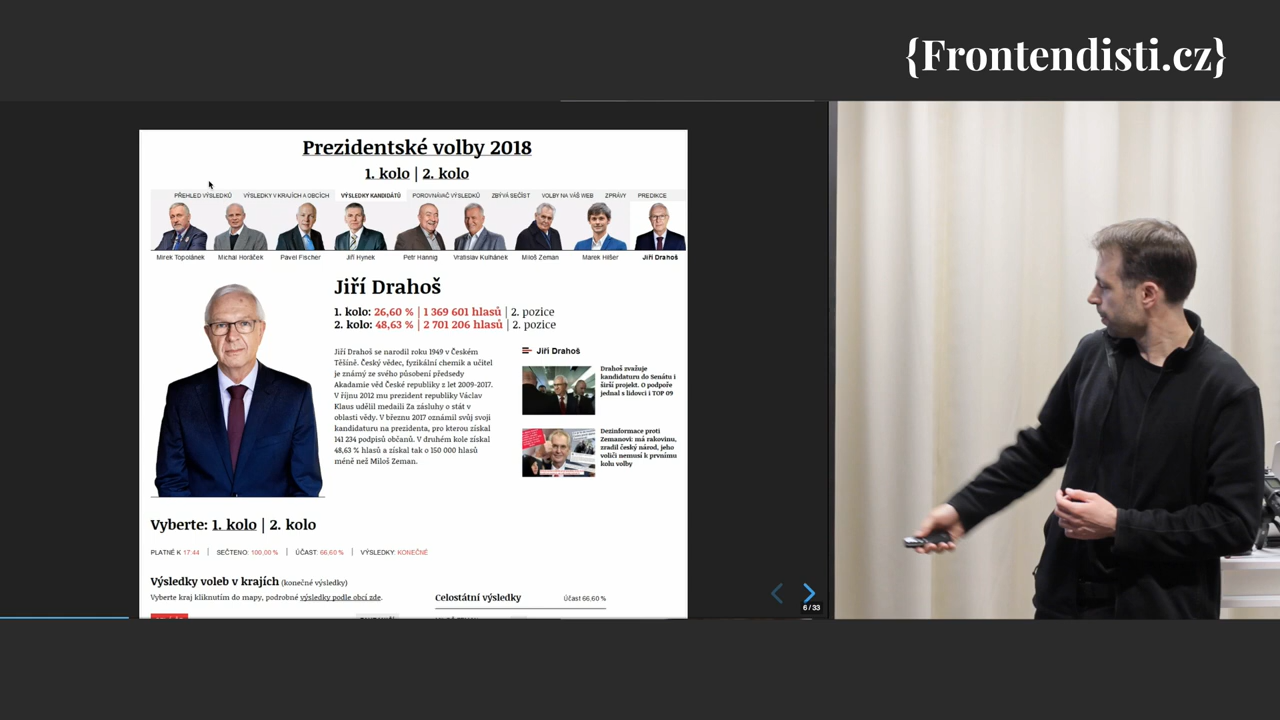 {Frontendisti.cz}
Prezidentské volby 2018
1. kolo | 2. kolo
PŘEHLED VÝSLEDKŮ VÝSLEDKY V KRAJÍCH A OBCÍCH VÝSLEDKY KANDIDÁTŮ POROVNÁVAČ VÝSLEDKŮ ZBÝVÁ SEČÍST VOLBY NA VÁŠ WEB ZPRÁVY PREDIKCE
Mirek Topolánek Michal Horáček Pavel Fischer Jiří Hynek Petr Hannig Vratislav Kulhánek Miloš Zeman Marek Hilšer Jiří Drahoš
Jiří Drahoš
1. kolo: 26,60 % | 1 369 601 hlasů | 2. pozice
2. kolo: 48,63 % | 2 701 206 hlasů | 2. pozice
Jiří Drahoš se narodil roku 1949 v Českém
Těšíně. Český vědec, fyzikální chemik a učitel
je známý ze svého působení předsedy
Akademie věd České republiky z let 2009-2017.
V říjnu 2012 mu prezident republiky Václav
Klaus udělil medaili Za zásluhy o stát v
oblasti vědy. V březnu 2017 oznámil svůj svoji
kandidaturu na prezidenta, pro kterou získal
141 234 podpisů občanů. V druhém kole získal
48,63 % hlasů a získal tak o 150 000 hlasů
méně než Miloš Zeman.
Jiří Drahoš
Drahoš zvažuje
kandidaturu do Senátu i
širší projekt. O podpoře
jednal s lidovci i TOP 09
Dezinformace proti
Zemanovi: má rakovinu,
zradil český národ, jeho
voliči nemusí k prvnímu
kolu volby
Vyberte: 1. kolo | 2. kolo
PLATNÉ K 17:44 | SEČTENO: 100,00 % | ÚČAST: 66,60 % | VÝSLEDKY: KONEČNÉ
Výsledky voleb v krajích (konečné výsledky)
Vyberte kraj kliknutím do mapy, podrobné výsledky podle obcí zde.
Celostátní výsledky Účast 66,60 %
6 / 33